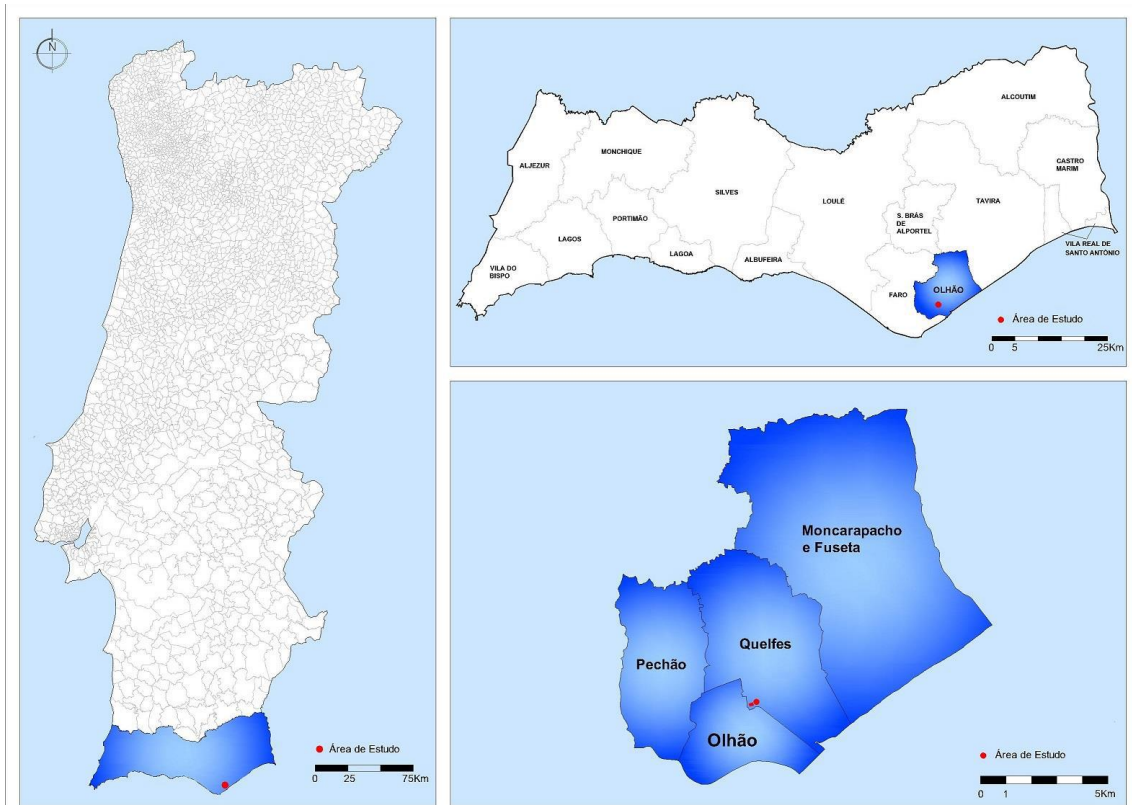 N
Área de Estudo
0 25 75Km
ALCOUTIM
MONCHIQUE
ALJEZUR
CASTRO
MARIM
SILVES
LOULÉ
TAVIRA
S. BRÁS
DE
ALPORTEL
PORTIMÃO
LAGOS
LAGOA
ALBUFEIRA
VILA REAL DE
SANTO ANTÓNIO
VILA DO
BISPO
FARO
OLHÃO
Área de Estudo
0 5 25Km
Moncarapacho
e Fuseta
Quelfes
Pechão
Olhão
Área de Estudo
0 1 5Km